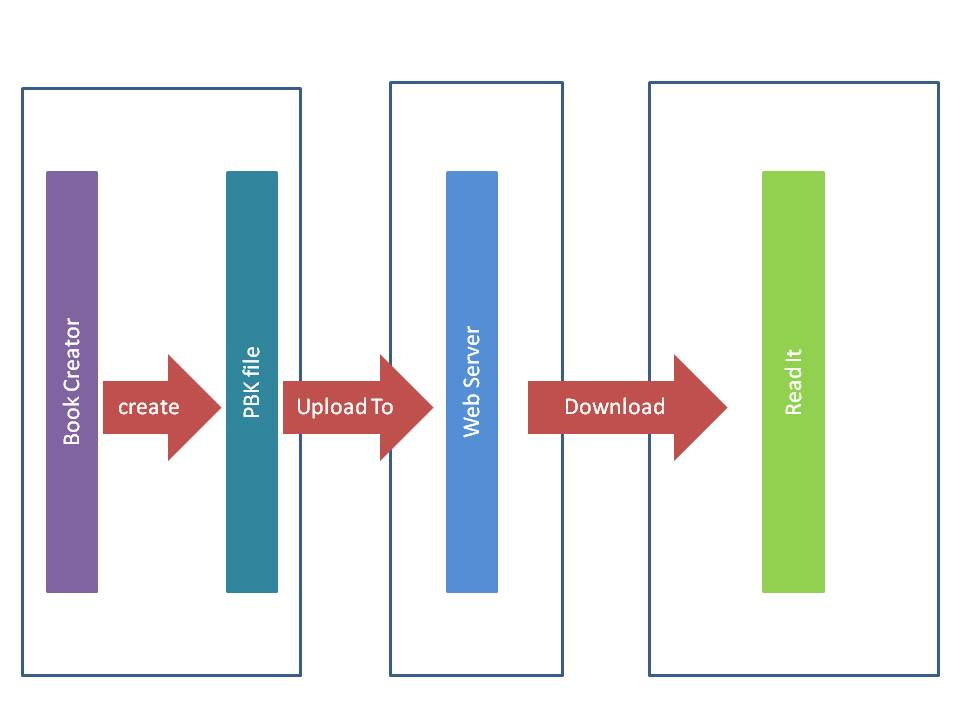 Book Creator
create
PBK file
Upload To
Web Server
Download
Read It